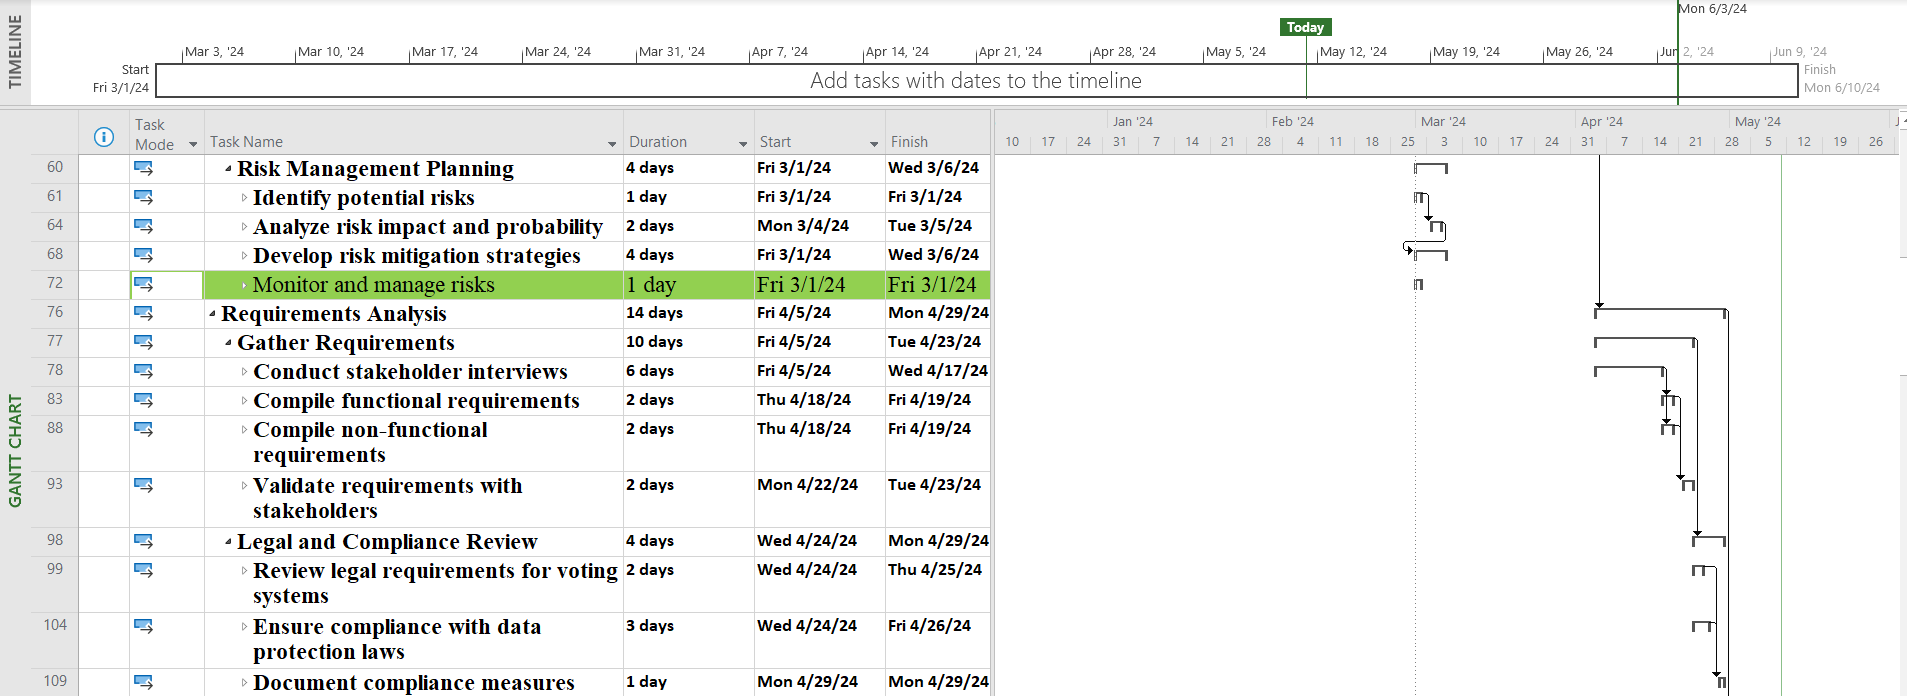 TIMELINE
Mon 6/3/24
Today
Mar 3, '24 Mar 10, '24 Mar 17, '24 Mar 24, '24 Mar 31, '24 Apr 7, '24 Apr 14, '24 Apr 21, '24 Apr 28, '24 May 5, '24 May 12, '24 May 19, '24 May 26, '24 Jun 2, '24 Jun 9, '24
Start
Fri 3/1/24
Add tasks with dates to the timeline
Finish
Mon 6/10/24
GANTT CHART
Task Mode Task Name Duration Start Finish
Jan '24 Feb '24 Mar '24 Apr '24 May '24
10 17 24 31 7 14 21 28 4 11 18 25 3 10 17 24 31 7 14 21 28 5 12 19 26
60 Risk Management Planning 4 days Fri 3/1/24 Wed 3/6/24
61 Identify potential risks 1 day Fri 3/1/24 Fri 3/1/24
64 Analyze risk impact and probability 2 days Mon 3/4/24 Tue 3/5/24
68 Develop risk mitigation strategies 4 days Fri 3/1/24 Wed 3/6/24
72 Monitor and manage risks 1 day Fri 3/1/24 Fri 3/1/24
76 Requirements Analysis 14 days Fri 4/5/24 Mon 4/29/24
77 Gather Requirements 10 days Fri 4/5/24 Tue 4/23/24
78 Conduct stakeholder interviews 6 days Fri 4/5/24 Wed 4/17/24
83 Compile functional requirements 2 days Thu 4/18/24 Fri 4/19/24
88 Compile non-functional 2 days Thu 4/18/24 Fri 4/19/24
requirements
93 Validate requirements with 2 days Mon 4/22/24 Tue 4/23/24
stakeholders
98 Legal and Compliance Review 4 days Wed 4/24/24 Mon 4/29/24
99 Review legal requirements for voting 2 days Wed 4/24/24 Thu 4/25/24
systems
104 Ensure compliance with data 3 days Wed 4/24/24 Fri 4/26/24
protection laws
109 Document compliance measures 1 day Mon 4/29/24 Mon 4/29/24